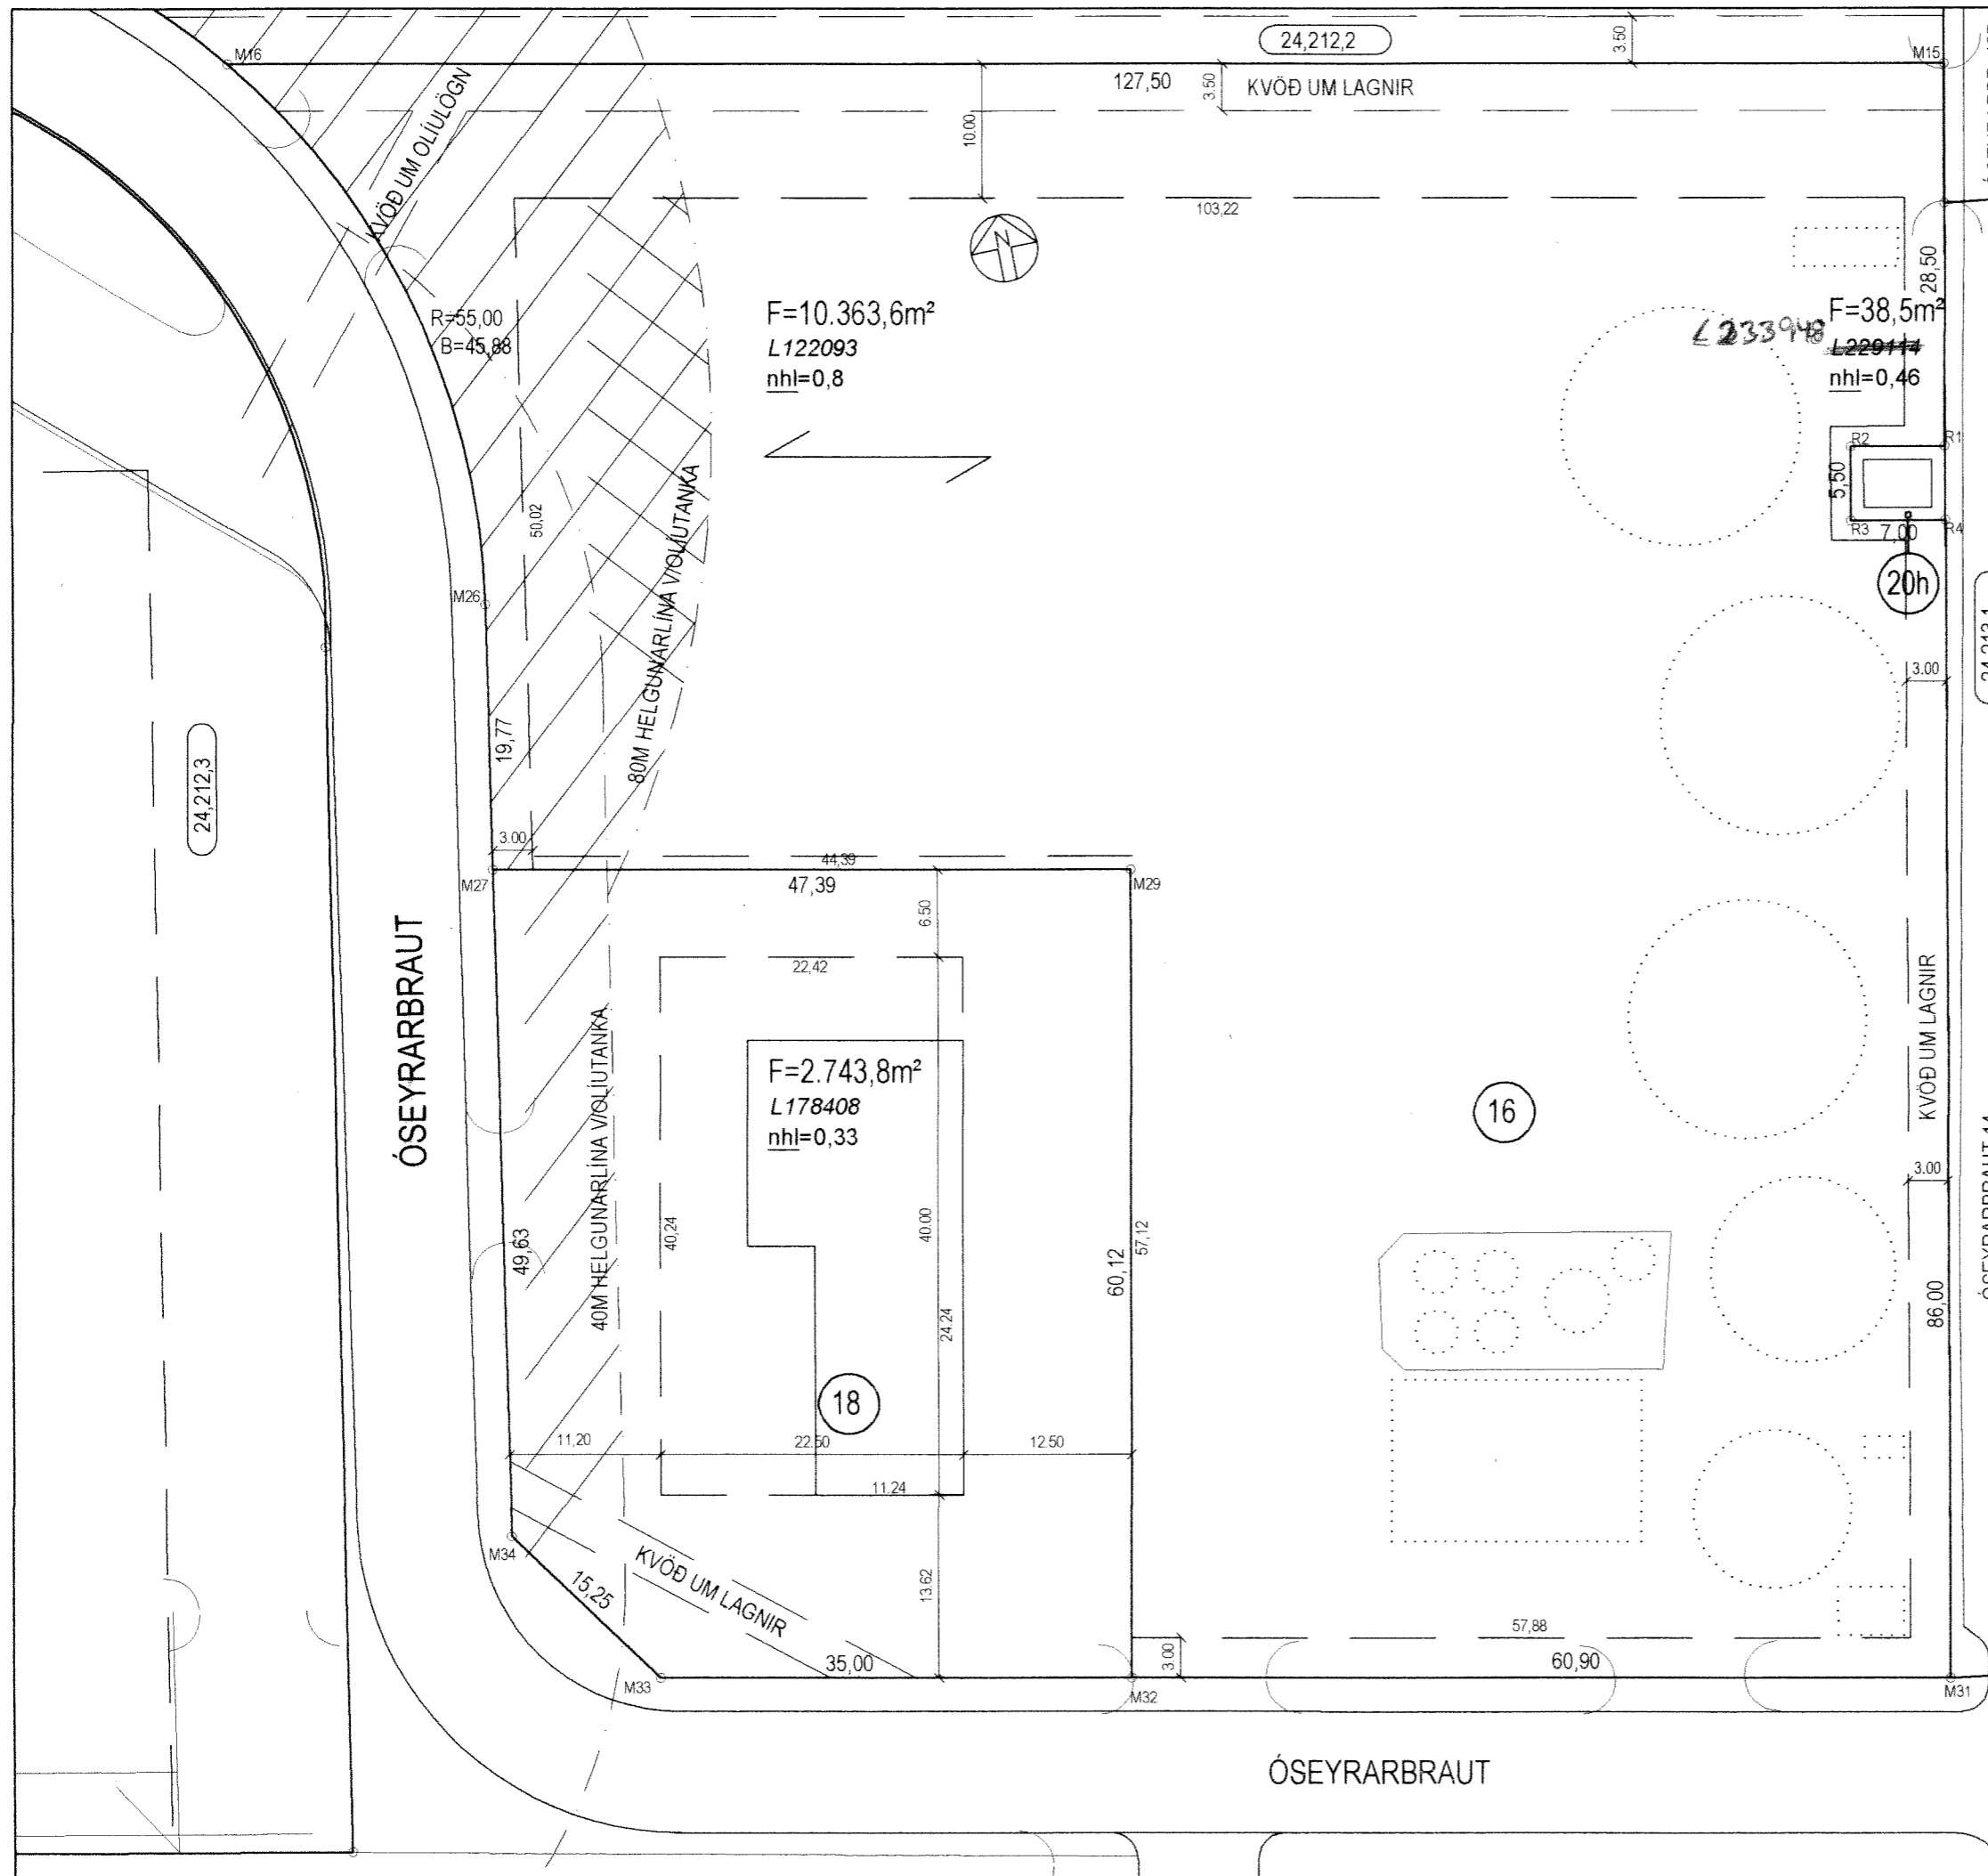 24,212,2
3.50
M16
M15
127,50
3.50
KVÖÐ UM LAGNIR
KVÖÐ UM OLÍULÖGN
10.00
103,22
N
28,50
R=55,00
B=45,88
F=10.363,6m²
L122093
nhl=0,8
F=38,5m²
L233948
L229114
nhl=0,46
R2
R1
5,50
R3
7,00
R4
20h
50,02
80M HELGUNARLÍNA V/OLÍUTANKA
M26
19,77
3.00
24,212,3
24,213,1
3.00
44,39
M27
47,39
M29
6.50
22,42
ÓSEYRARBRAUT
40M HELGUNARLÍNA V/OLÍUTANKA
F=2.743,8m²
L178408
nhl=0,33
16
KVÖÐ UM LAGNIR
3.00
ÓSEYRARBRAUT 14
49,63
40,24
40.00
60,12
57,12
24.24
86,00
18
11,20
22.50
12.50
11.24
M34
15,25
KVÖÐ UM LAGNIR
13.62
57,88
3.00
35,00
60,90
M33
M32
M31
ÓSEYRARBRAUT